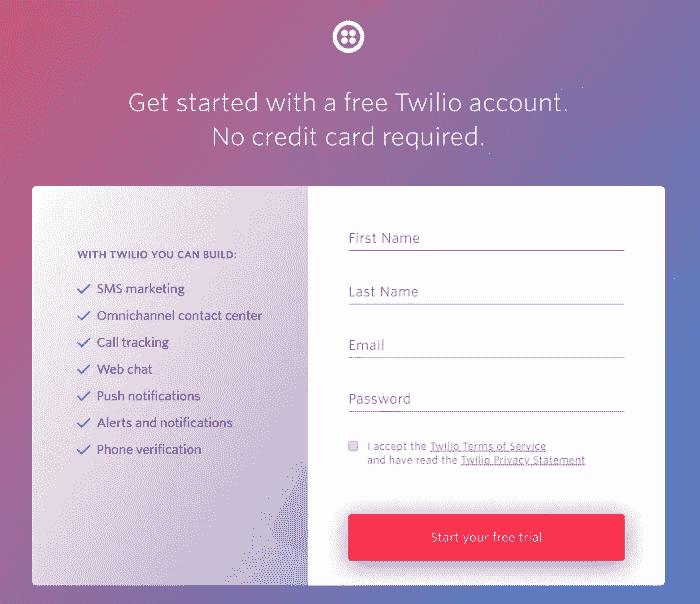 Get started with a free Twilio account.
No credit card required.
WITH TWILIO YOU CAN BUILD:
SMS marketing
Omnichannel contact center
Call tracking
Web chat
Push notifications
Alerts and notifications
Phone verification
First Name
Last Name
Email
Password
I accept the Twilio Terms of Service
and have read the Twilio Privacy Statement
Start your free trial